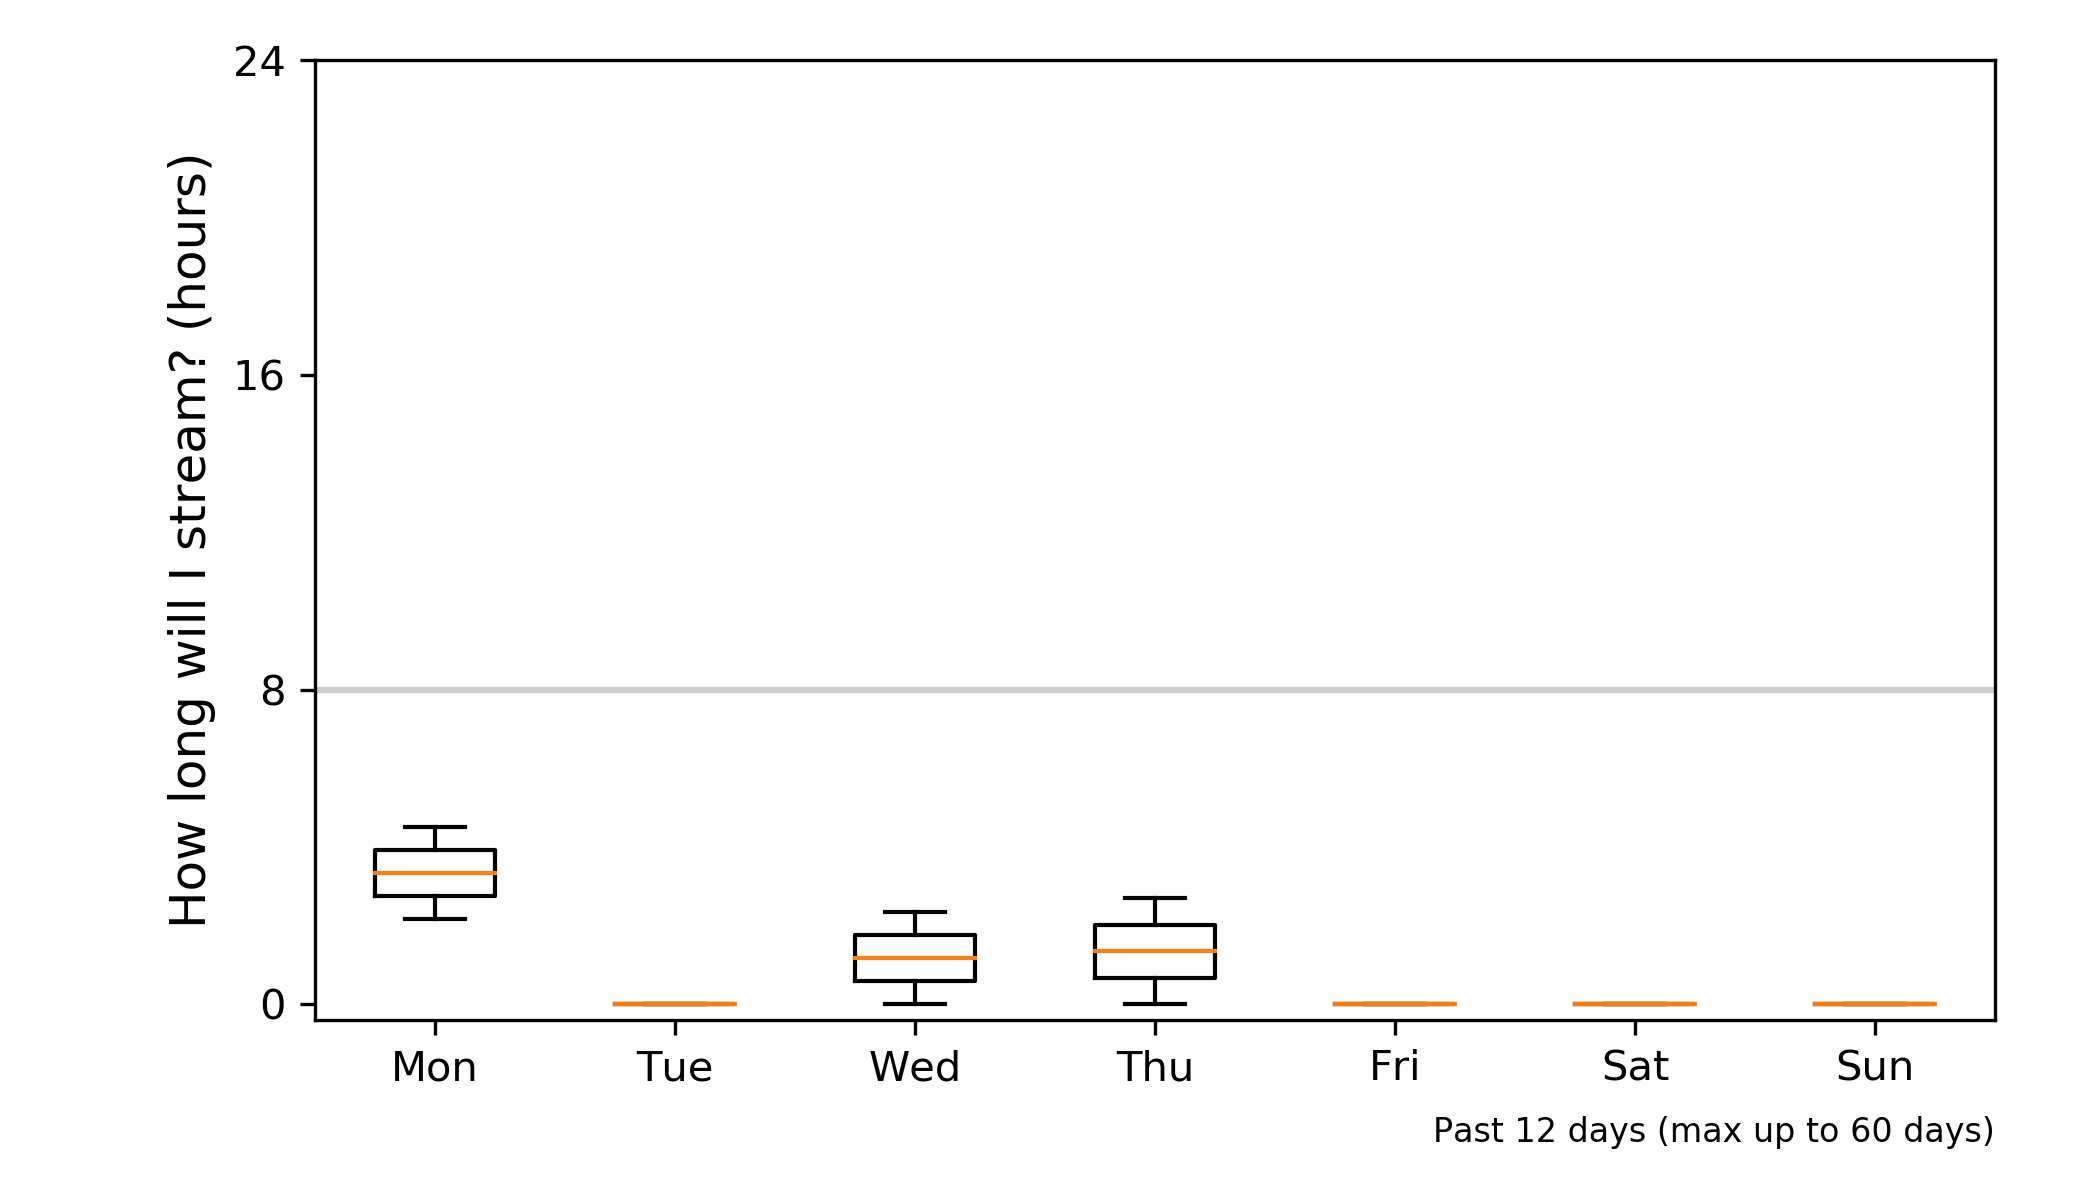 How long will I stream? (hours)
24
16
8
0
Mon Tue Wed Thu Fri Sat Sun
Past 12 days (max up to 60 days)